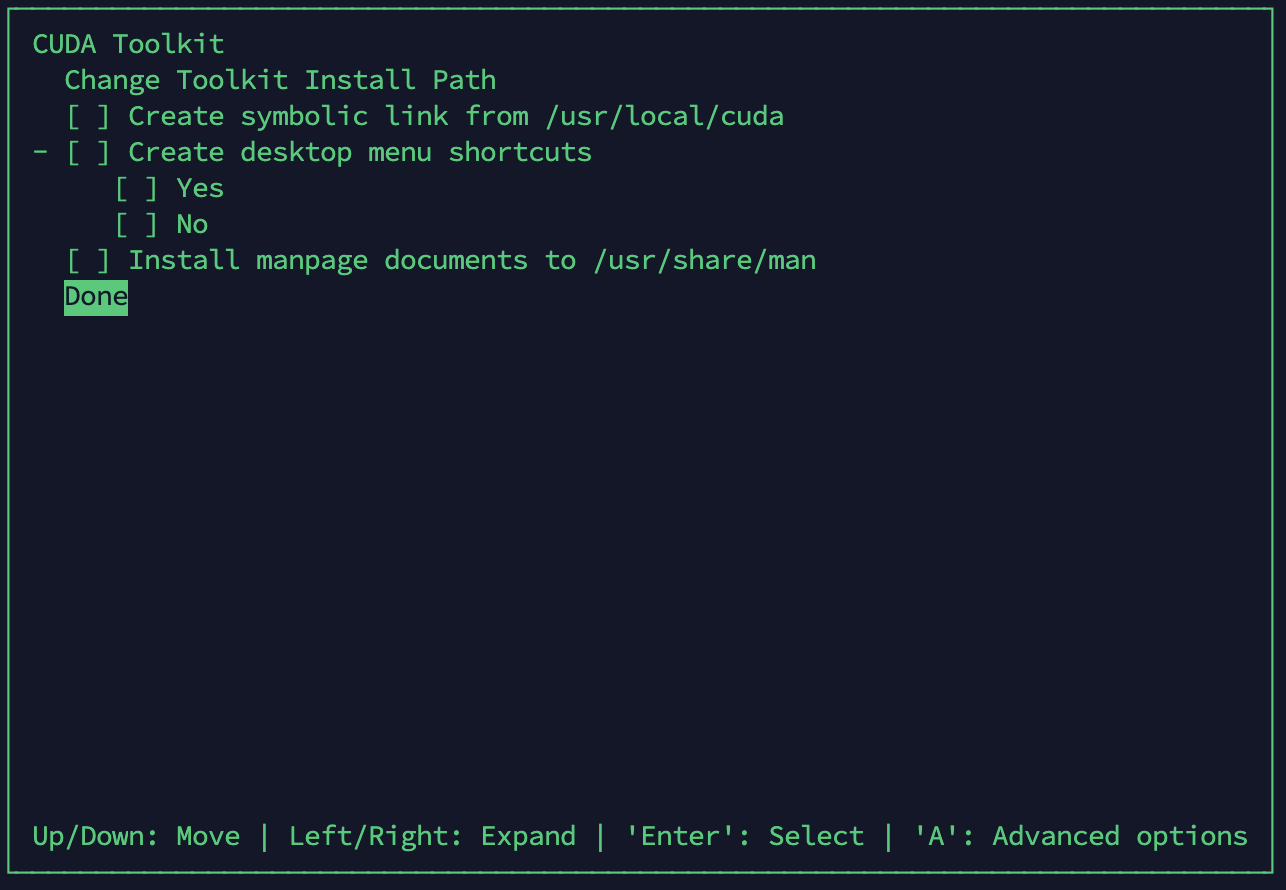 CUDA Toolkit
Change Toolkit Install Path
[ ] Create symbolic link from /usr/local/cuda
- [ ] Create desktop menu shortcuts
[ ] Yes
[ ] No
[ ] Install manpage documents to /usr/share/man
Done
Up/Down: Move | Left/Right: Expand | 'Enter': Select | 'A': Advanced options